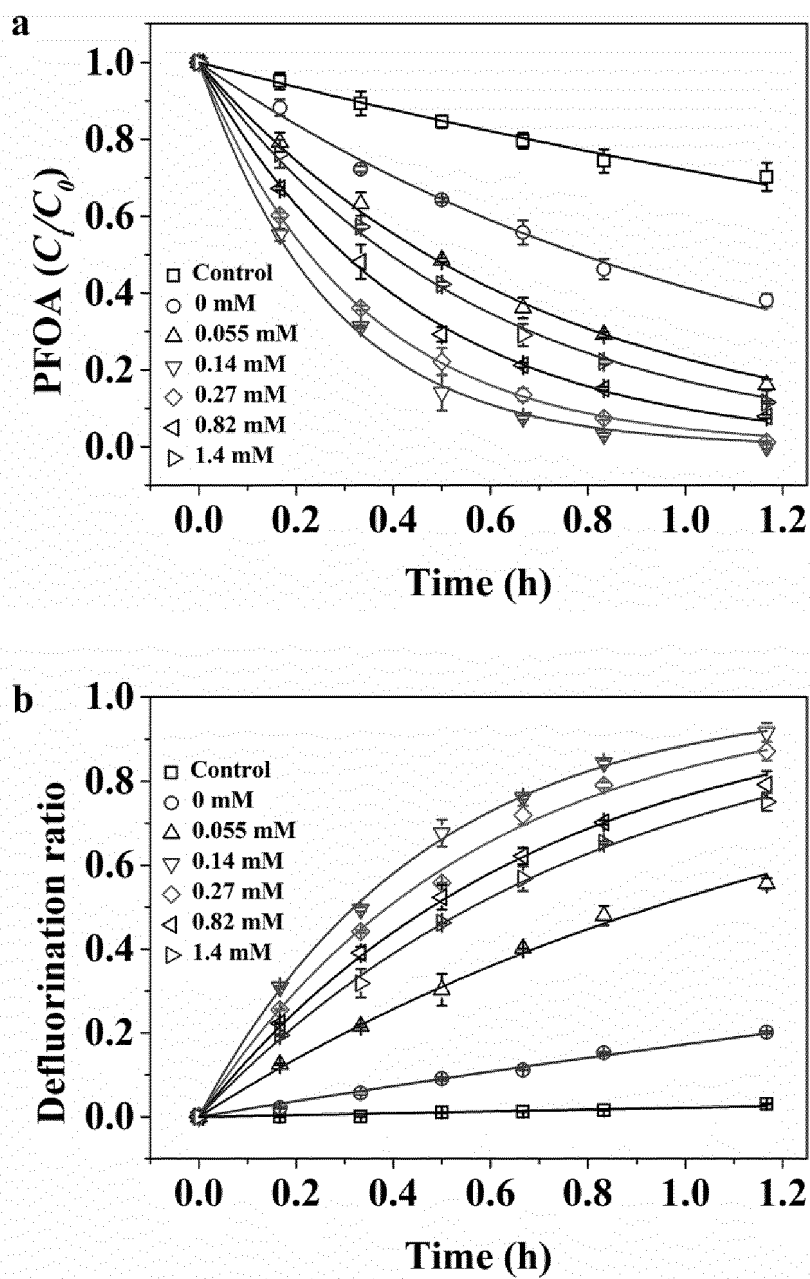 a
PFOA (Ct/C0)
1.0
0.8
0.6
0.4
0.2
0.0
Control
0 mM
0.055 mM
0.14 mM
0.27 mM
0.82 mM
1.4 mM
0.0 0.2 0.4 0.6 0.8 1.0 1.2
Time (h)
b
Defluorination ratio
1.0
0.8
0.6
0.4
0.2
0.0
Control
0 mM
0.055 mM
0.14 mM
0.27 mM
0.82 mM
1.4 mM
0.0 0.2 0.4 0.6 0.8 1.0 1.2
Time (h)